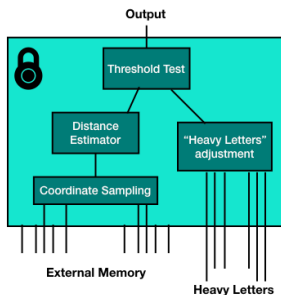 Output
Threshold Test
Distance
Estimator
"Heavy Letters"
adjustment
Coordinate Sampling
External Memory
Heavy Letters